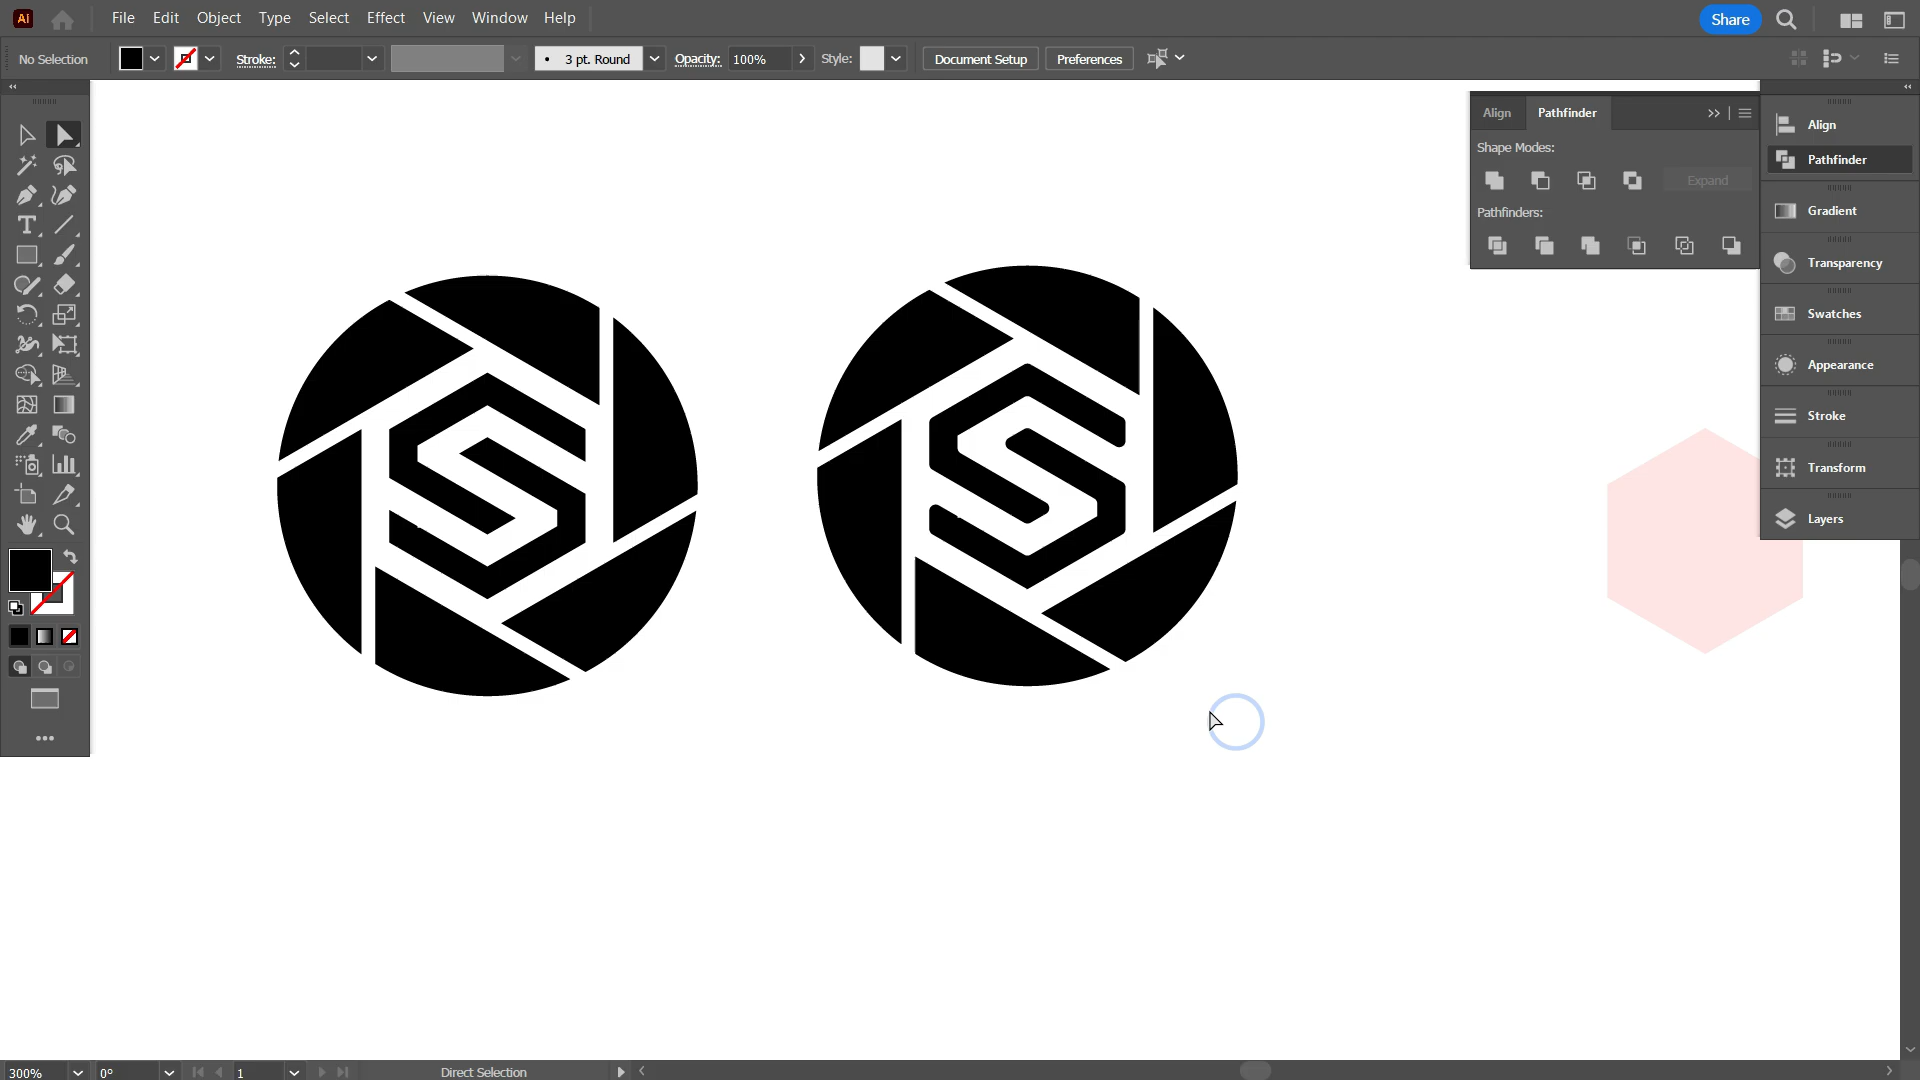 Ai File Edit Object Type Select Effect View Window Help Share
No Selection Stroke: 3 pt. Round Opacity: 100% Style: Document Setup Preferences
Align Pathfinder
Shape Modes:
Expand
Pathfinders:
Align
Pathfinder
Gradient
Transparency
Swatches
Appearance
Stroke
Transform
Layers
S S
300% 0° 1 Direct Selection